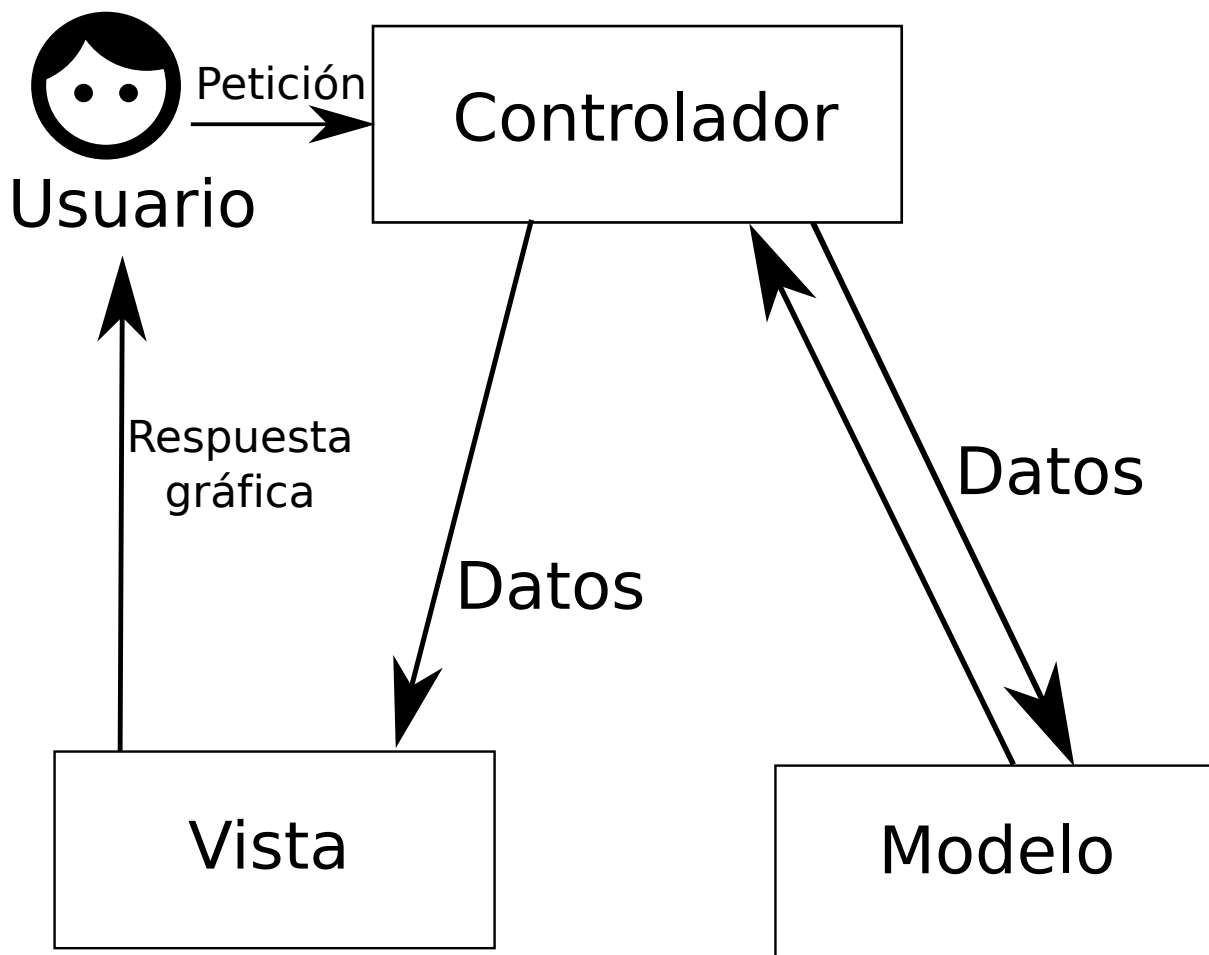 Petición
Controlador
Usuario
Respuesta
gráfica
Datos
Datos
Vista
Modelo